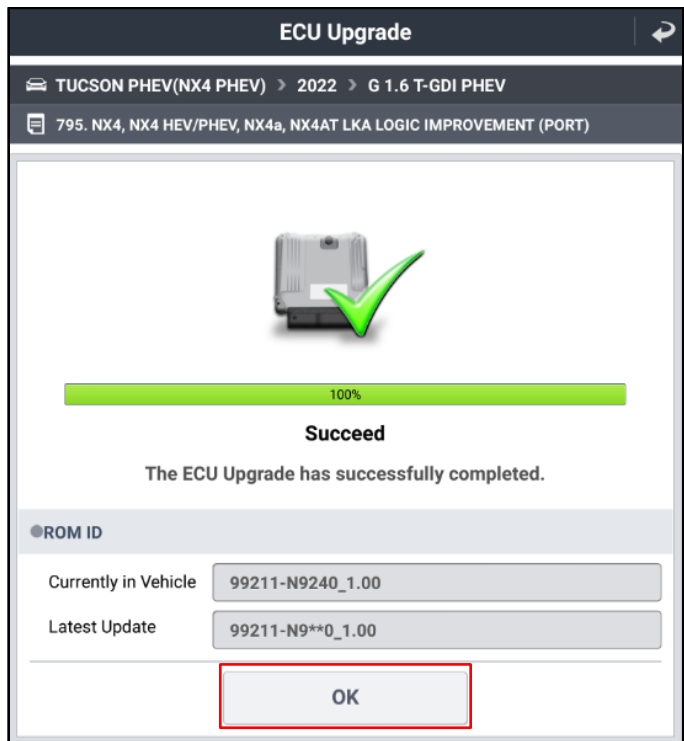 ECU Upgrade
TUCSON PHEV(NX4 PHEV) > 2022 > G 1.6 T-GDI PHEV
795. NX4, NX4 HEV/PHEV, NX4a, NX4AT LKA LOGIC IMPROVEMENT (PORT)
100%
Succeed
The ECU Upgrade has successfully completed.
ROM ID
Currently in Vehicle 99211-N9240_1.00
Latest Update 99211-N9**0_1.00
OK